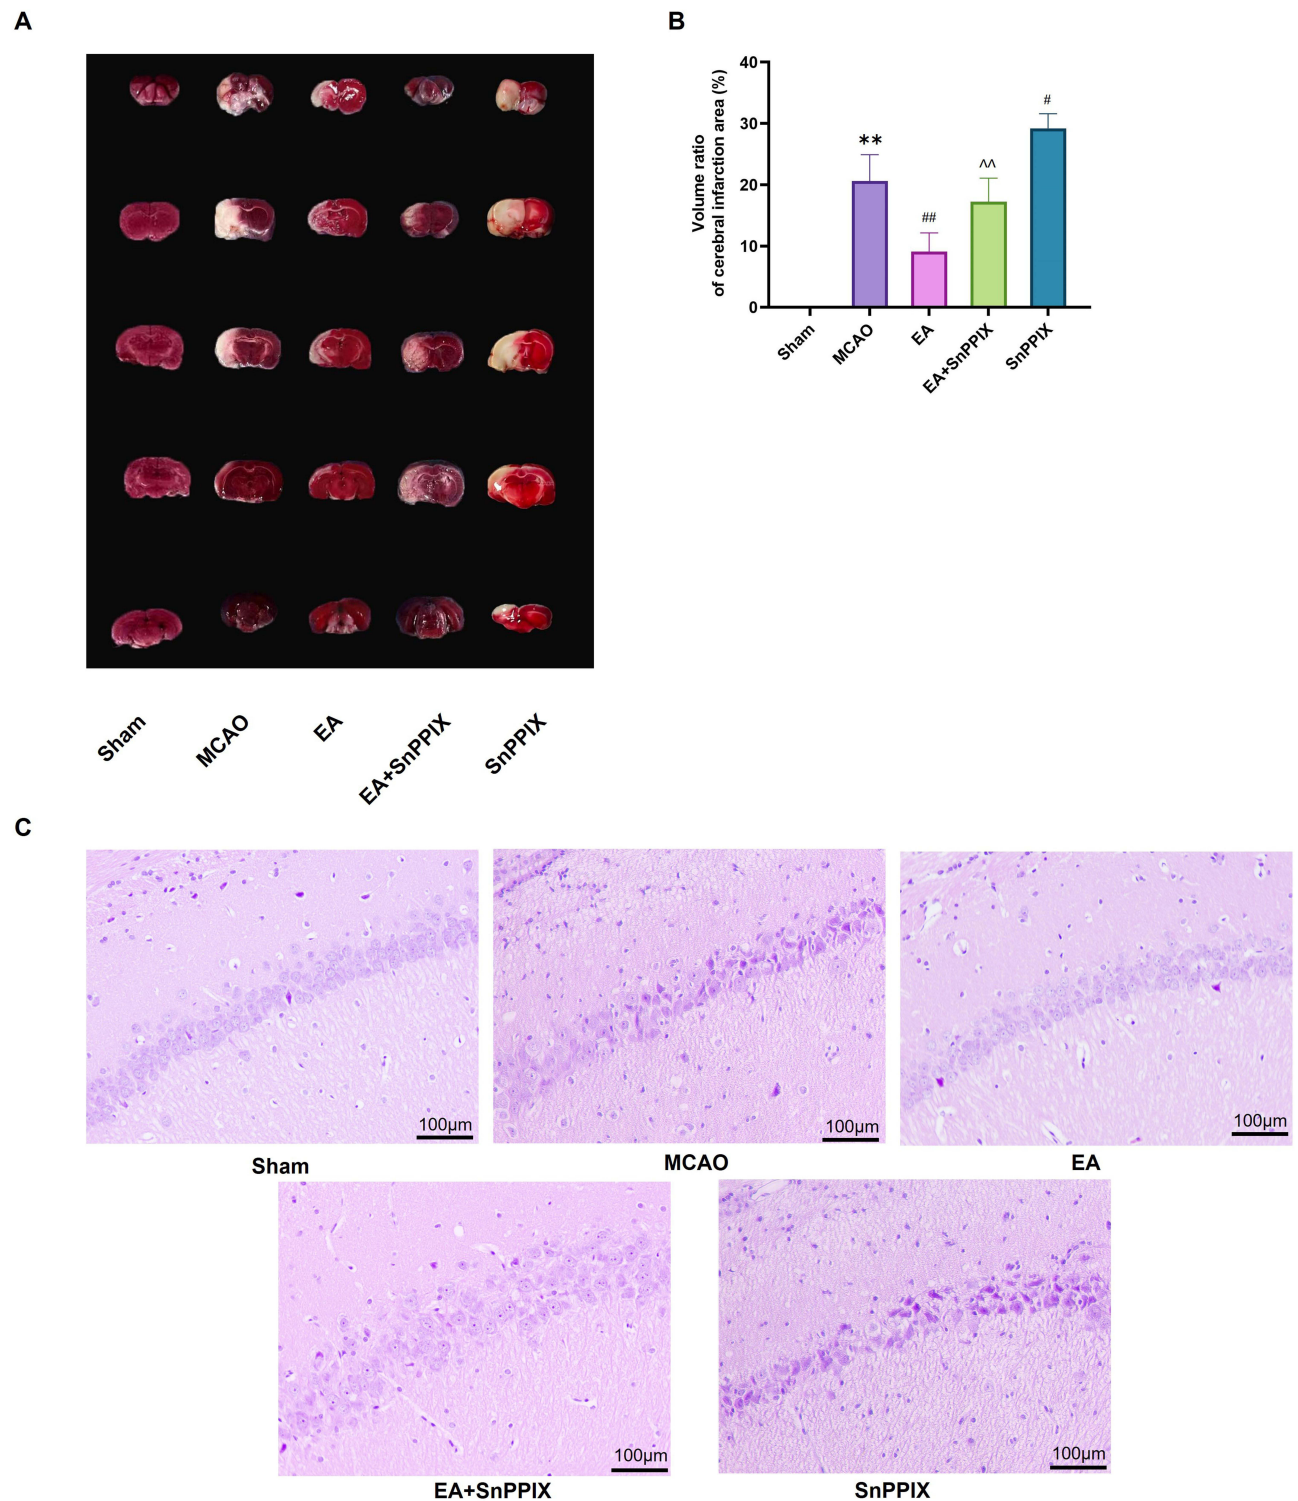 A
Sham
MCAO
EA
EA+SnPPIX
SnPPIX
B
Volume ratio
of cerebral infarction area (%)
40
30
20
10
0
**
##
^^
#
Sham
MCAO
EA
EA+SnPPIX
SnPPIX
C
100μm
100μm
100μm
Sham
MCAO
EA
100μm
100μm
EA+SnPPIX
SnPPIX